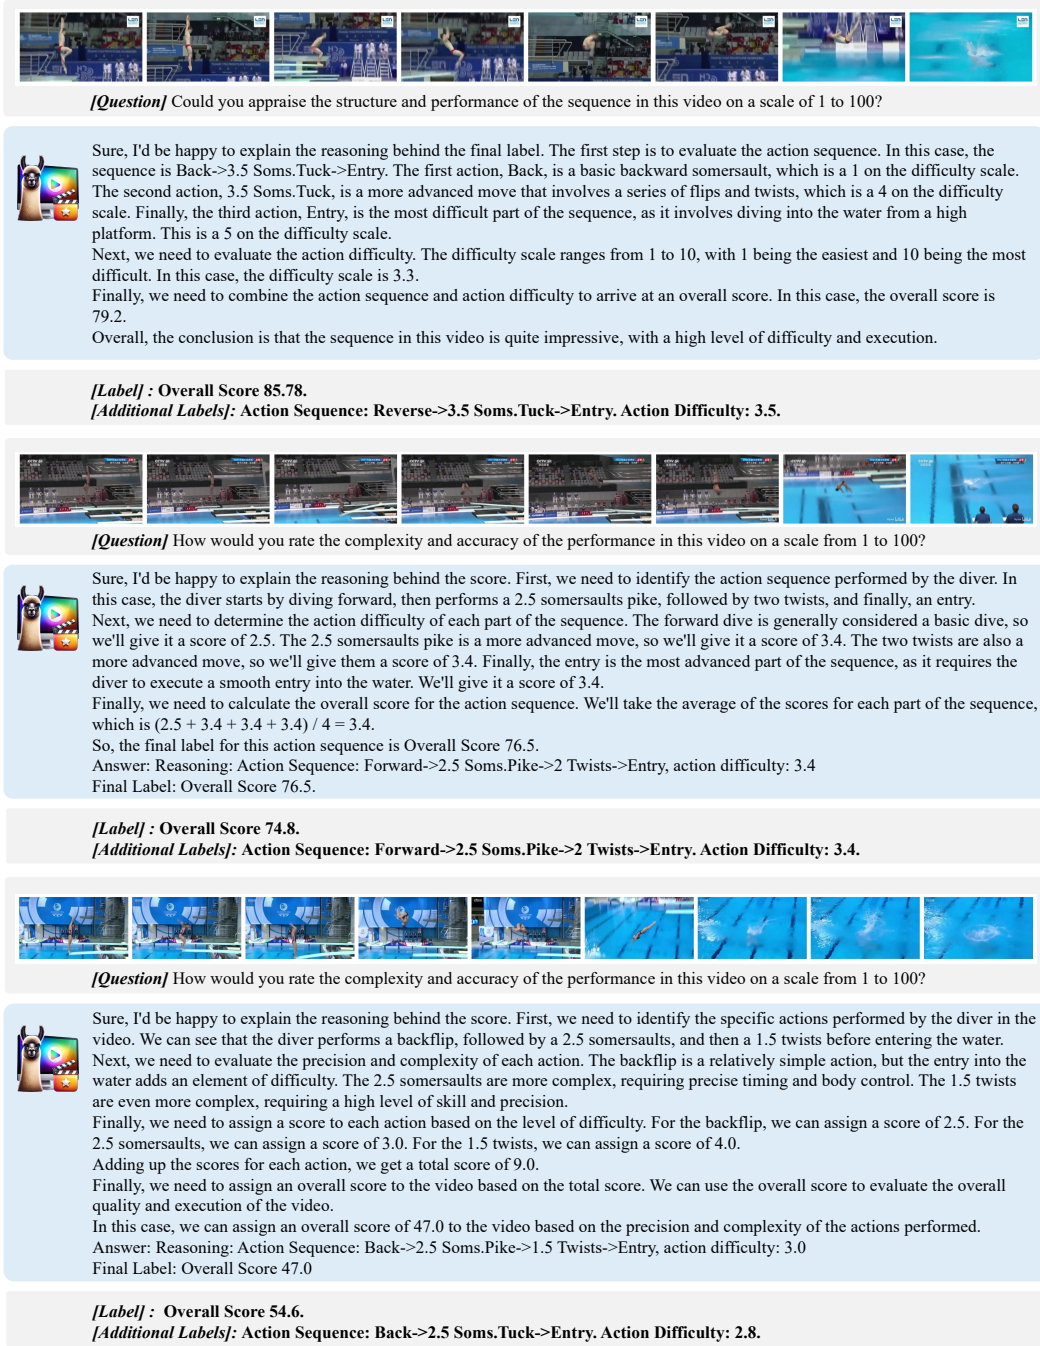 [Question] Could you appraise the structure and performance of the sequence in this video on a scale of 1 to 100?
Sure, I'd be happy to explain the reasoning behind the final label. The first step is to evaluate the action sequence. In this case, the
sequence is Back->3.5 Soms.Tuck->Entry. The first action, Back, is a basic backward somersault, which is a 1 on the difficulty scale.
The second action, 3.5 Soms.Tuck, is a more advanced move that involves a series of flips and twists, which is a 4 on the difficulty
scale. Finally, the third action, Entry, is the most difficult part of the sequence, as it involves diving into the water from a high
platform. This is a 5 on the difficulty scale.
Next, we need to evaluate the action difficulty. The difficulty scale ranges from 1 to 10, with 1 being the easiest and 10 being the most
difficult. In this case, the difficulty scale is 3.3.
Finally, we need to combine the action sequence and action difficulty to arrive at an overall score. In this case, the overall score is
79.2.
Overall, the conclusion is that the sequence in this video is quite impressive, with a high level of difficulty and execution.
[Label] : Overall Score 85.78.
[Additional Labels]: Action Sequence: Reverse->3.5 Soms.Tuck->Entry. Action Difficulty: 3.5.
[Question] How would you rate the complexity and accuracy of the performance in this video on a scale from 1 to 100?
Sure, I'd be happy to explain the reasoning behind the score. First, we need to identify the action sequence performed by the diver. In
this case, the diver starts by diving forward, then performs a 2.5 somersaults pike, followed by two twists, and finally, an entry.
Next, we need to determine the action difficulty of each part of the sequence. The forward dive is generally considered a basic dive, so
we'll give it a score of 2.5. The 2.5 somersaults pike is a more advanced move, so we'll give it a score of 3.4. The two twists are also a
more advanced move, so we'll give them a score of 3.4. Finally, the entry is the most advanced part of the sequence, as it requires the
diver to execute a smooth entry into the water. We'll give it a score of 3.4.
Finally, we need to calculate the overall score for the action sequence. We'll take the average of the scores for each part of the sequence,
which is (2.5 + 3.4 + 3.4 + 3.4) / 4 = 3.4.
So, the final label for this action sequence is Overall Score 76.5.
Answer: Reasoning: Action Sequence: Forward->2.5 Soms.Pike->2 Twists->Entry, action difficulty: 3.4
Final Label: Overall Score 76.5.
[Label] : Overall Score 74.8.
[Additional Labels]: Action Sequence: Forward->2.5 Soms.Pike->2 Twists->Entry. Action Difficulty: 3.4.
[Question] How would you rate the complexity and accuracy of the performance in this video on a scale from 1 to 100?
Sure, I'd be happy to explain the reasoning behind the score. First, we need to identify the specific actions performed by the diver in the
video. We can see that the diver performs a backflip, followed by a 2.5 somersaults, and then a 1.5 twists before entering the water.
Next, we need to evaluate the precision and complexity of each action. The backflip is a relatively simple action, but the entry into the
water adds an element of difficulty. The 2.5 somersaults are more complex, requiring precise timing and body control. The 1.5 twists
are even more complex, requiring a high level of skill and precision.
Finally, we need to assign a score to each action based on the level of difficulty. For the backflip, we can assign a score of 2.5. For the
2.5 somersaults, we can assign a score of 3.0. For the 1.5 twists, we can assign a score of 4.0.
Adding up the scores for each action, we get a total score of 9.0.
Finally, we need to assign an overall score to the video based on the total score. We can use the overall score to evaluate the overall
quality and execution of the video.
In this case, we can assign an overall score of 47.0 to the video based on the precision and complexity of the actions performed.
Answer: Reasoning: Action Sequence: Back->2.5 Soms.Pike->1.5 Twists->Entry, action difficulty: 3.0
Final Label: Overall Score 47.0
[Label] : Overall Score 54.6.
[Additional Labels]: Action Sequence: Back->2.5 Soms.Tuck->Entry. Action Difficulty: 2.8.